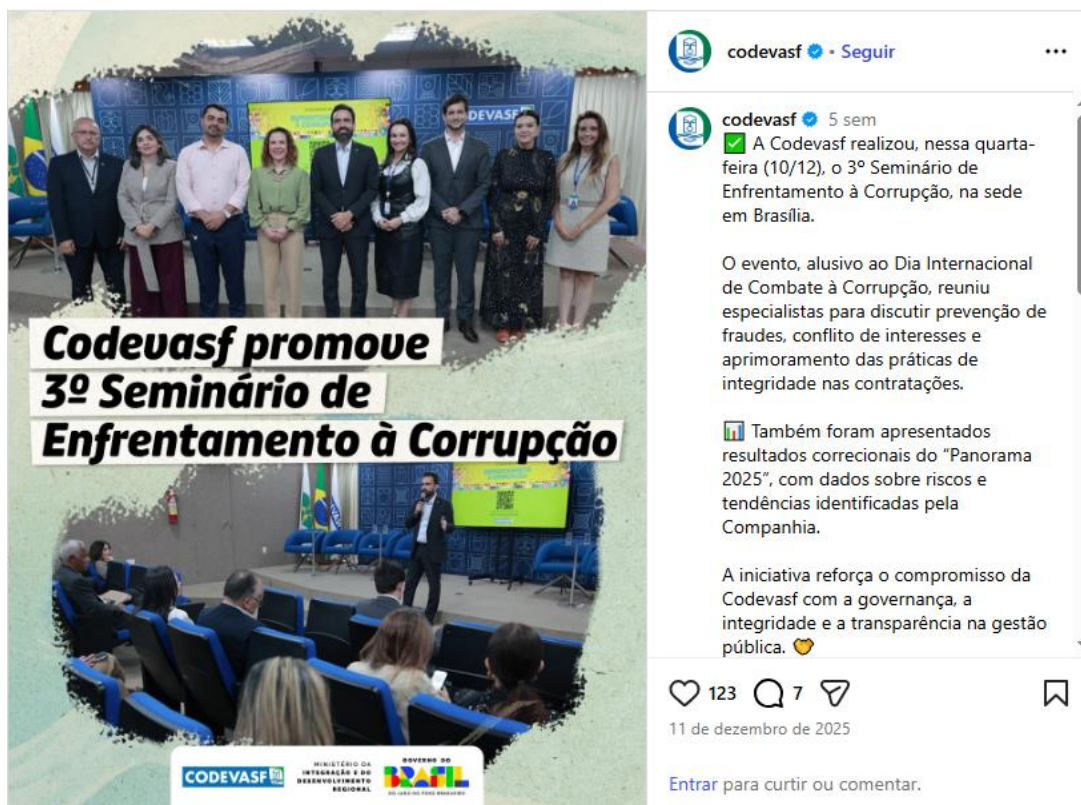 CODEVASF
Codevasf promove
3º Seminário de
Enfrentamento à Corrupção
CODEVASF
MINISTÉRIO DA
INTEGRAÇÃO E DO
DESENVOLVIMENTO
REGIONAL
GOVERNO DO
BRASIL
DO LADO DO POVO BRASILEIRO
codevasf • Seguir
codevasf 5 sem
✅ A Codevasf realizou, nessa quarta-
feira (10/12), o 3º Seminário de
Enfrentamento à Corrupção, na sede
em Brasília.
O evento, alusivo ao Dia Internacional
de Combate à Corrupção, reuniu
especialistas para discutir prevenção de
fraudes, conflito de interesses e
aprimoramento das práticas de
integridade nas contratações.
📊 Também foram apresentados
resultados correcionais do “Panorama
2025”, com dados sobre riscos e
tendências identificadas pela
Companhia.
A iniciativa reforça o compromisso da
Codevasf com a governança, a
integridade e a transparência na gestão
pública. 🤝
123 7
11 de dezembro de 2025
Entrar para curtir ou comentar.